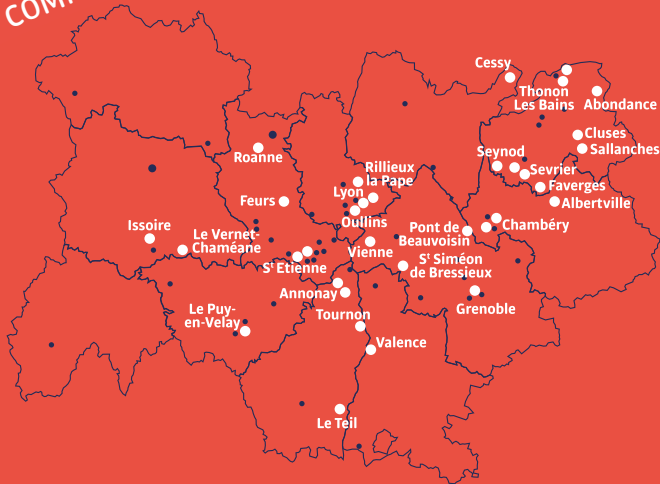 COM
Cessy
Thonon
Les Bains
Abondance
Cluses
Sallanches
Seynod
Sevrier
Faverges
Albertville
Roanne
Rillieux
la Pape
Lyon
Feurs
Oullins
Issoire
Le Vernet-
Chaméane
Pont de
Beauvoisin
Chambéry
Vienne
St Etienne
St Siméon
de Bressieux
Annonay
Grenoble
Le Puy-
en-Velay
Tournon
Valence
Le Teil